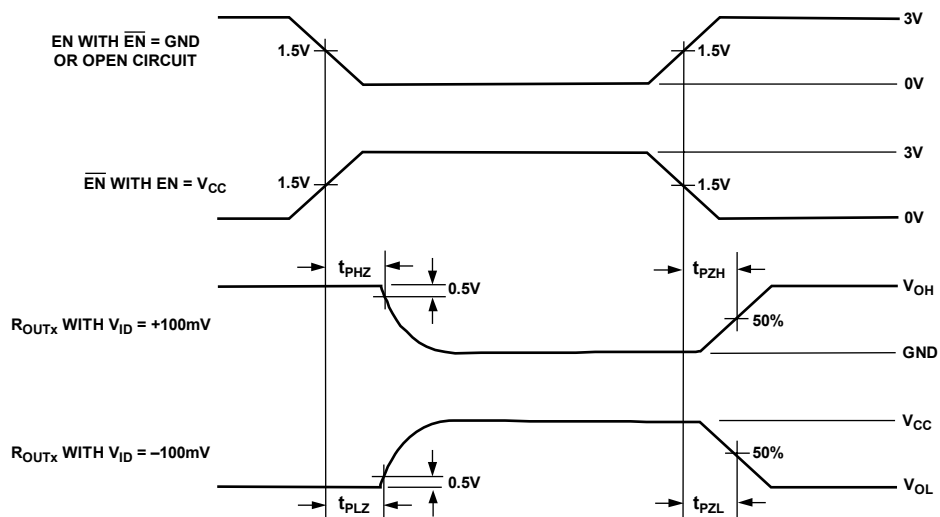 EN WITH E̅N̅ = GND
OR OPEN CIRCUIT
1.5V
1.5V
3V
0V
E̅N̅ WITH EN = VCC
1.5V
1.5V
3V
0V
tPHZ
0.5V
tPZH
VOH
ROUTx WITH VID = +100mV
50%
GND
VCC
ROUTx WITH VID = –100mV
50%
0.5V
VOL
tPLZ
tPZL